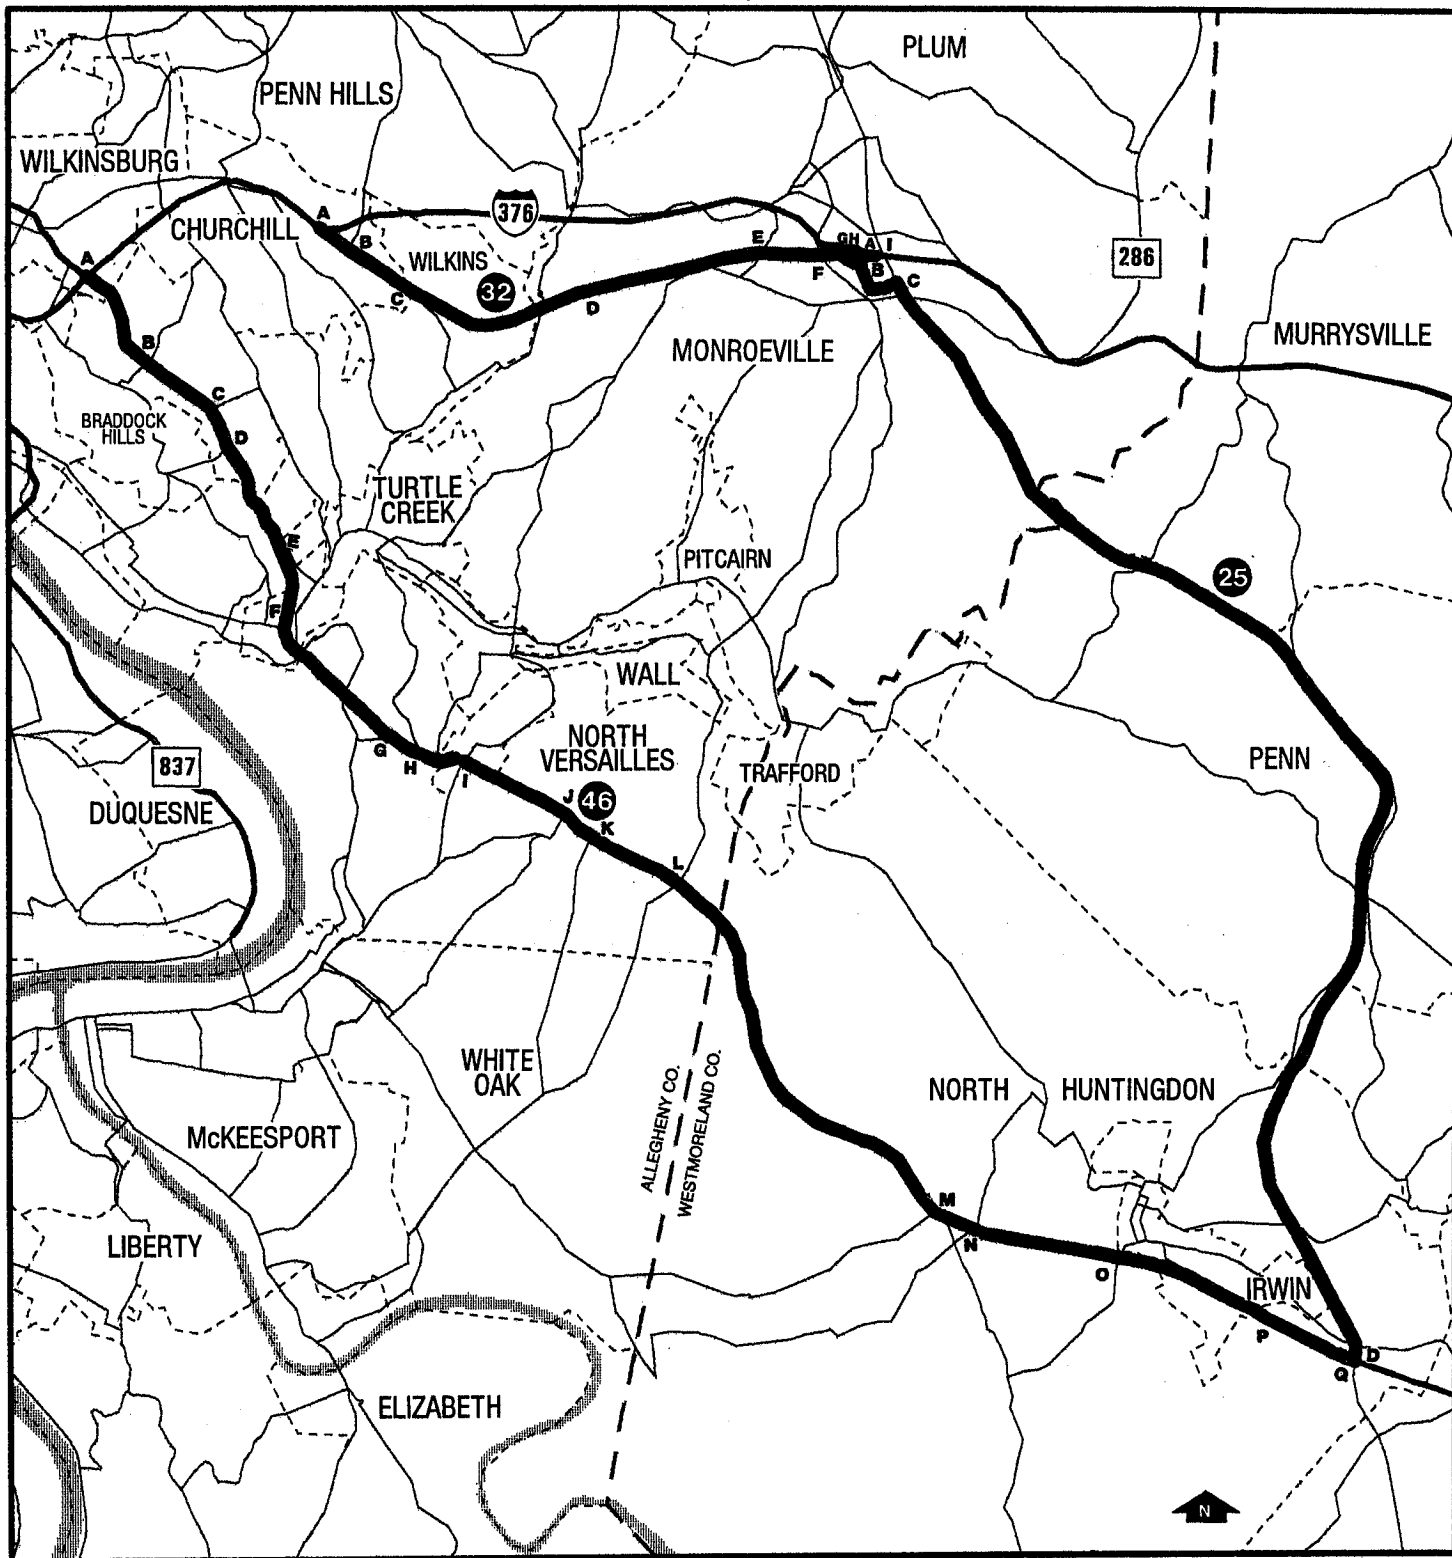 PLUM
PENN HILLS
WILKINSBURG
376
A
CHURCHILL
B
WILKINS
E
GH
A
I
286
A
F
B
C
32
C
D
MURRYSVILLE
B
MONROEVILLE
C
BRADDOCK
HILLS
D
TURTLE
CREEK
E
PITCAIRN
25
F
WALL
NORTH
VERSAILLES
G
H
I
TRAFFORD
PENN
837
DUQUESNE
J
46
K
L
WHITE
OAK
ALLEGHENY CO.
WESTMORELAND CO.
NORTH HUNTINGDON
McKEESPORT
M
N
LIBERTY
O
IRWIN
P
D
Q
ELIZABETH
N